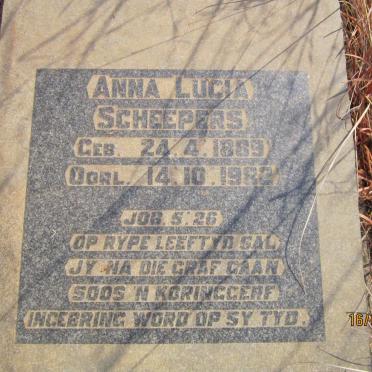 ANNA LUCIA
SCHEEPERS
GEB. 24.4.1889
OORL. 14.10.1962
JOB. 5.26
OP RYPE LEEFTYD SAL
JY NA DIE GRAF GAAN
SOOS 'N KORINGGERF
INGEBRING WORD OP SY TYD.
16/